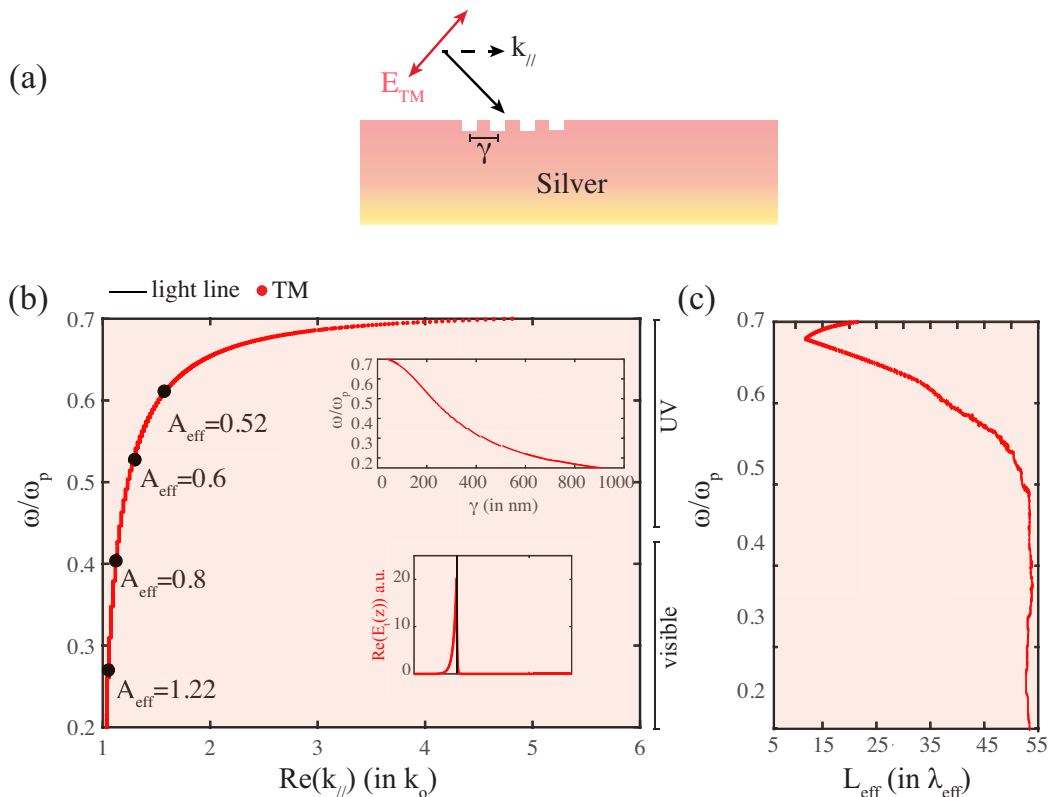 (a)
k//
E_TM
γ
Silver
(b)
light line
TM
(c)
0.7
0.6
0.5
0.4
0.3
0.2
ω/ω_p
A_eff=0.52
A_eff=0.6
A_eff=0.8
A_eff=1.22
1
2
3
4
5
6
Re(k_//) (in k_o)
0.7
0.6
0.5
0.4
0.3
0.2
ω/ω_p
0
200
400
600
800
1000
γ (in nm)
20
10
0
Re(E_t(z)) a.u.
UV
visible
0.7
0.6
0.5
0.4
0.3
0.2
ω/ω_p
5
15
25
35
45
55
L_eff (in λ_eff)